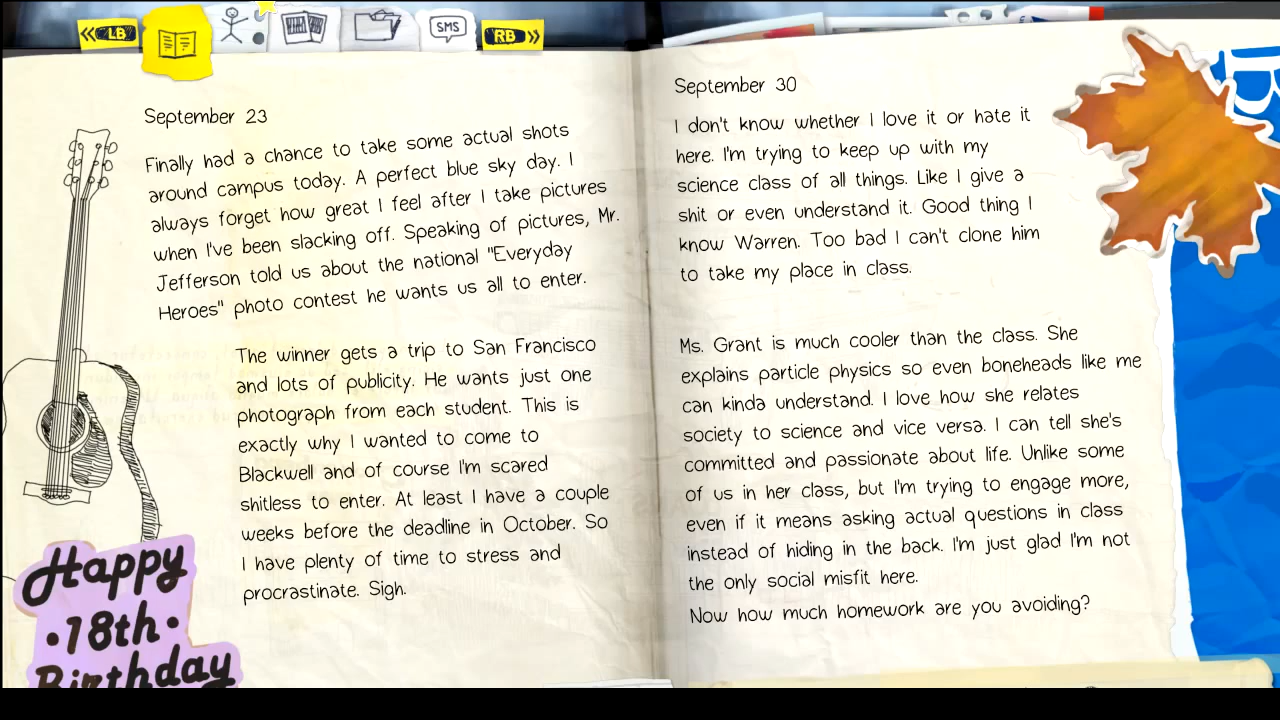 LB
SMS
RB
September 23
Finally had a chance to take some actual shots
around campus today. A perfect blue sky day. I
always forget how great I feel after I take pictures
when I've been slacking off. Speaking of pictures, Mr.
Jefferson told us about the national "Everyday
Heroes" photo contest he wants us all to enter.
The winner gets a trip to San Francisco
and lots of publicity. He wants just one
photograph from each student. This is
exactly why I wanted to come to
Blackwell and of course I'm scared
shitless to enter. At least I have a couple
weeks before the deadline in October. So
I have plenty of time to stress and
procrastinate. Sigh.
Happy
•18th•
Birthday
September 30
I don't know whether I love it or hate it
here. I'm trying to keep up with my
science class of all things. Like I give a
shit or even understand it. Good thing I
know Warren. Too bad I can't clone him
to take my place in class.
Ms. Grant is much cooler than the class. She
explains particle physics so even boneheads like me
can kinda understand. I love how she relates
society to science and vice versa. I can tell she's
committed and passionate about life. Unlike some
of us in her class, but I'm trying to engage more,
even if it means asking actual questions in class
instead of hiding in the back. I'm just glad I'm not
the only social misfit here.
Now how much homework are you avoiding?